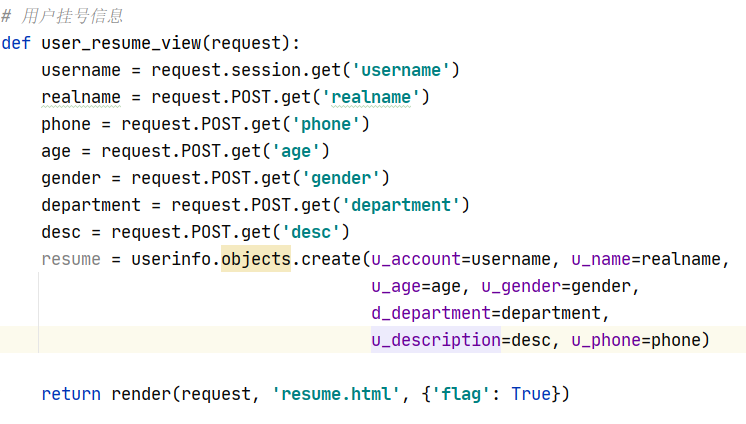 # 用户挂号信息
def user_resume_view(request):
    username = request.session.get('username')
    realname = request.POST.get('realname')
    phone = request.POST.get('phone')
    age = request.POST.get('age')
    gender = request.POST.get('gender')
    department = request.POST.get('department')
    desc = request.POST.get('desc')
    resume = userinfo.objects.create(u_account=username, u_name=realname,
                                     u_age=age, u_gender=gender,
                                     d_department=department,
                                     u_description=desc, u_phone=phone)
    return render(request, 'resume.html', {'flag': True})